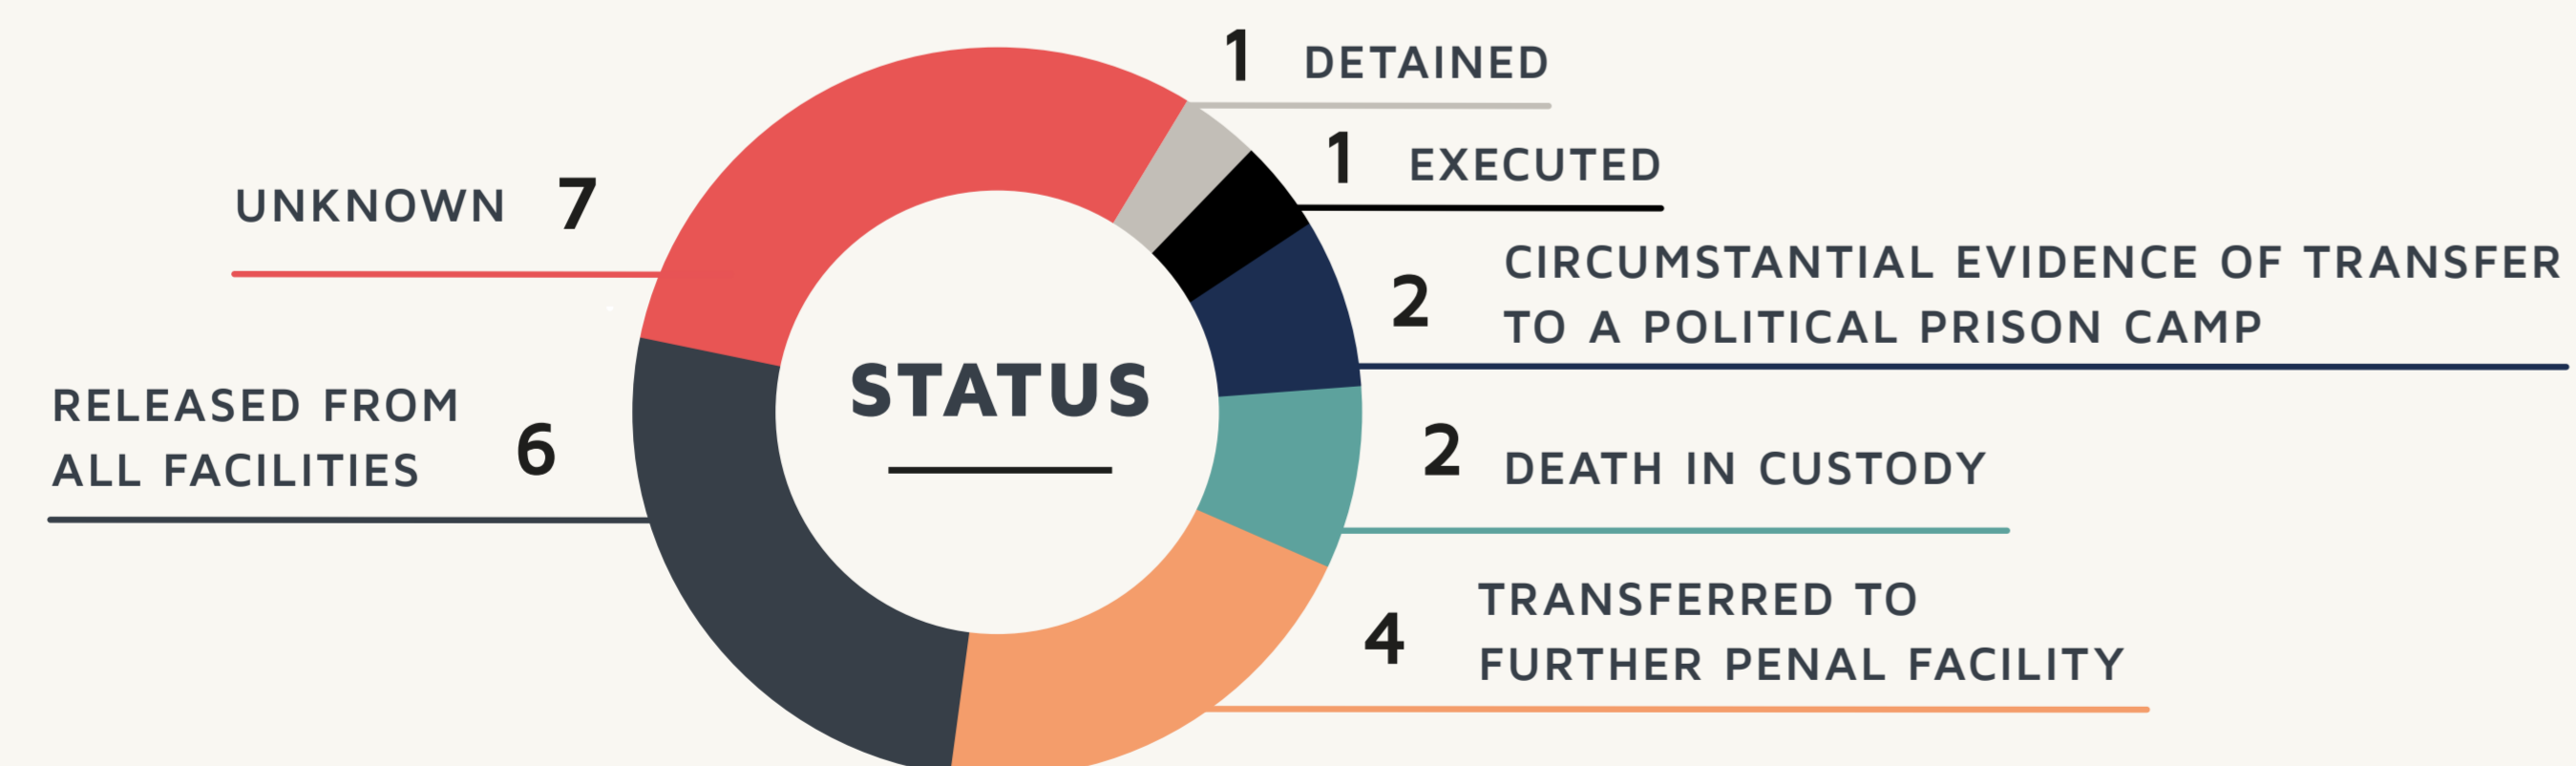 1 DETAINED
1 EXECUTED
UNKNOWN 7
2 CIRCUMSTANTIAL EVIDENCE OF TRANSFER
TO A POLITICAL PRISON CAMP
STATUS
RELEASED FROM
ALL FACILITIES 6
2 DEATH IN CUSTODY
4 TRANSFERRED TO
FURTHER PENAL FACILITY